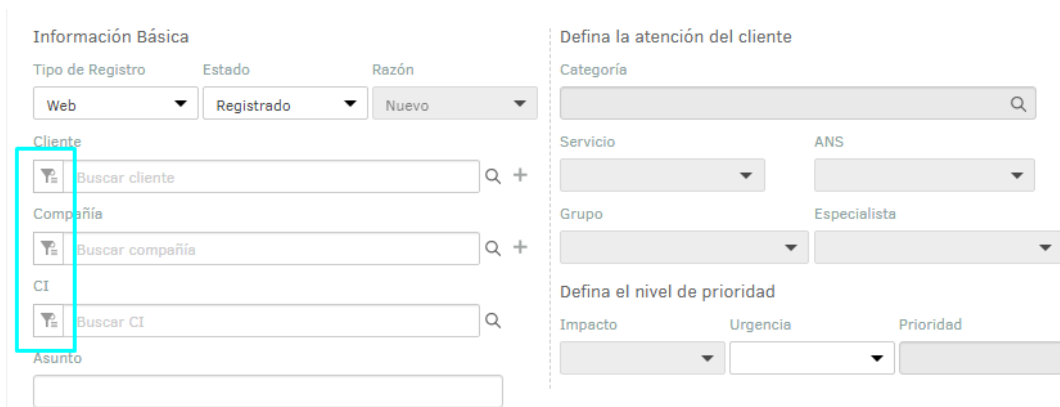 Información Básica
Tipo de Registro Estado Razón
Web Registrado Nuevo
Cliente
Buscar cliente
Compañía
Buscar compañía
CI
Buscar CI
Asunto
Defina la atención del cliente
Categoría
Servicio ANS
Grupo Especialista
Defina el nivel de prioridad
Impacto Urgencia Prioridad